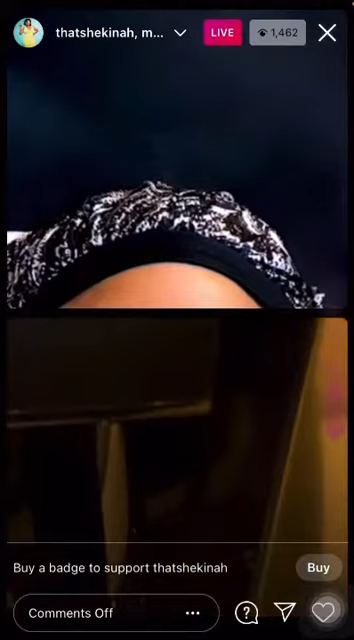 thatshekinah, m...
LIVE
1,462
Buy a badge to support thatshekinah
Buy
Comments Off